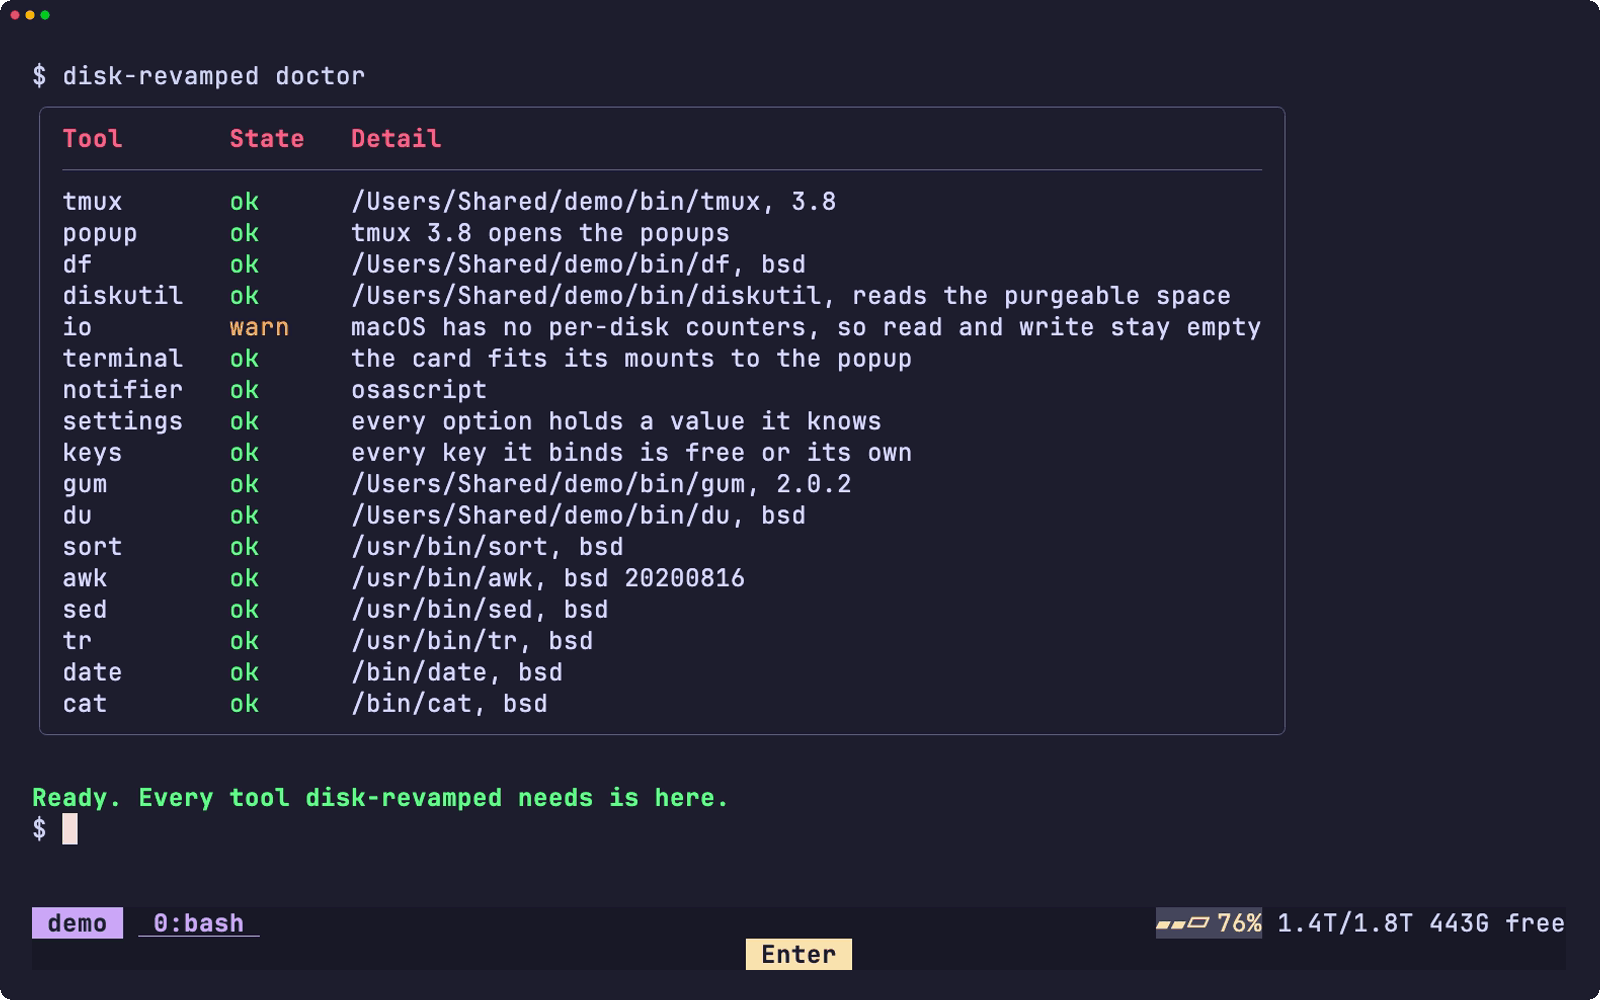 $ disk-revamped doctor
Tool State Detail
tmux ok /Users/Shared/demo/bin/tmux, 3.8
popup ok tmux 3.8 opens the popups
df ok /Users/Shared/demo/bin/df, bsd
diskutil ok /Users/Shared/demo/bin/diskutil, reads the purgeable space
io warn macOS has no per-disk counters, so read and write stay empty
terminal ok the card fits its mounts to the popup
notifier ok osascript
settings ok every option holds a value it knows
keys ok every key it binds is free or its own
gum ok /Users/Shared/demo/bin/gum, 2.0.2
du ok /Users/Shared/demo/bin/du, bsd
sort ok /usr/bin/sort, bsd
awk ok /usr/bin/awk, bsd 20200816
sed ok /usr/bin/sed, bsd
tr ok /usr/bin/tr, bsd
date ok /bin/date, bsd
cat ok /bin/cat, bsd
Ready. Every tool disk-revamped needs is here.
$
demo 0:bash ▰▰▱ 76% 1.4T/1.8T 443G free
Enter